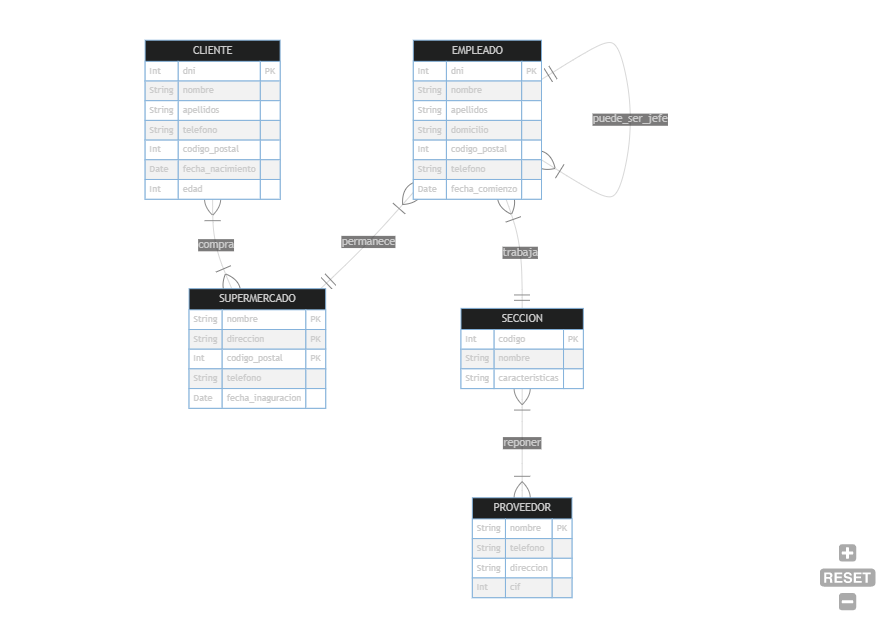 CLIENTE
Int dni PK
String nombre
String apellidos
String telefono
Int codigo_postal
Date fecha_nacimiento
Int edad
EMPLEADO
Int dni PK
String nombre
String apellidos
String domicilio
Int codigo_postal
String telefono
Date fecha_comienzo
puede_ser_jefe
compra
permanece
trabaja
SUPERMERCADO
String nombre PK
String direccion PK
Int codigo_postal PK
String telefono
Date fecha_inaguracion
SECCION
Int codigo PK
String nombre
String caracteristicas
reponer
PROVEEDOR
String nombre PK
String telefono
String direccion
Int cif
RESET